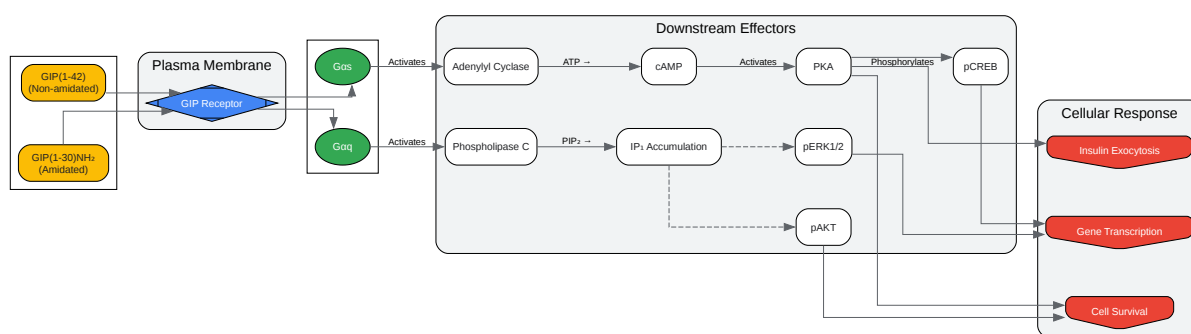 Downstream Effectors
Plasma Membrane
Cellular Response
GIP(1-42)
(Non-amidated)
GIP(1-30)NH₂
(Amidated)
GIP Receptor
Gαs
Gαq
Activates
Activates
Adenylyl Cyclase
ATP →
cAMP
Activates
PKA
Phosphorylates
pCREB
Phospholipase C
PIP₂ →
IP₁ Accumulation
pERK1/2
pAKT
Insulin Exocytosis
Gene Transcription
Cell Survival